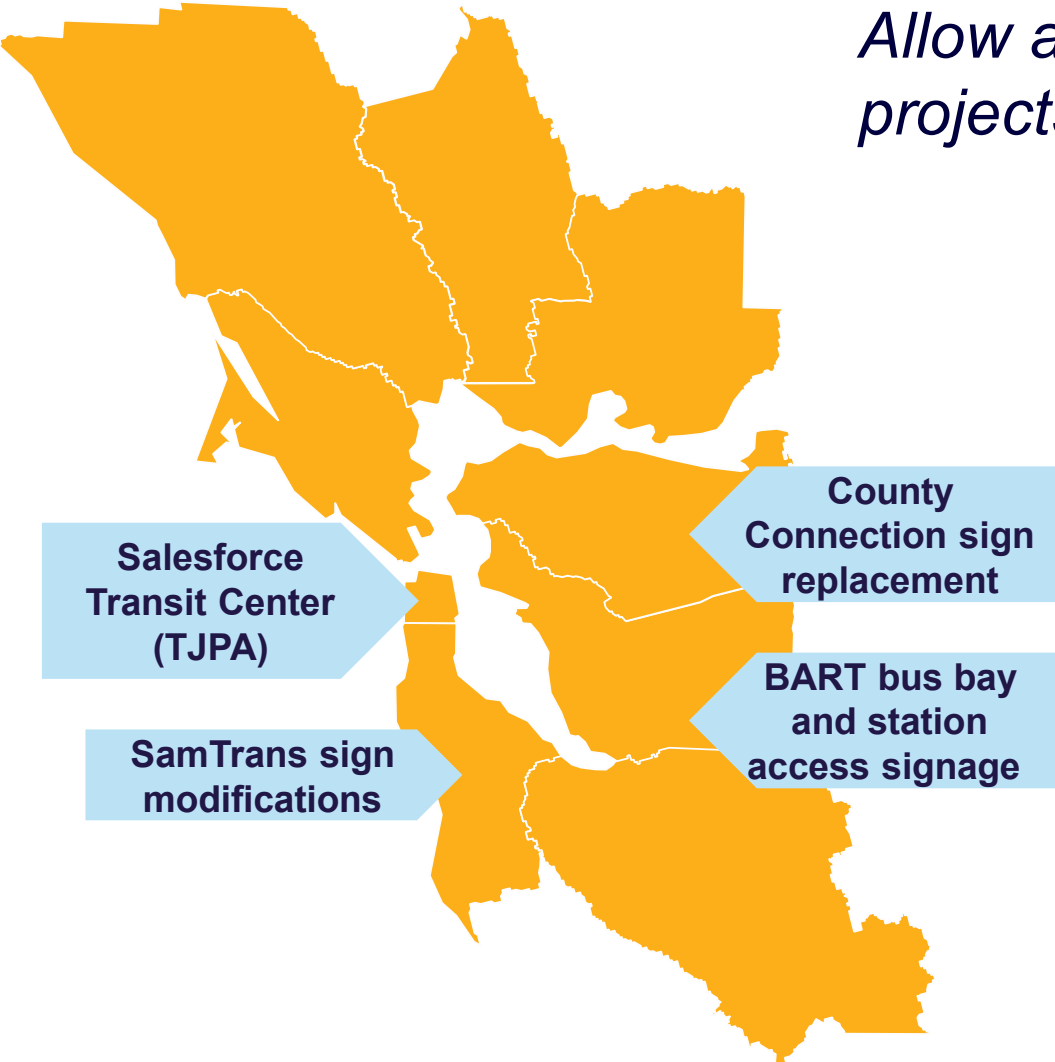 Allow a
projects
County
Connection sign
replacement
Salesforce
Transit Center
(TJPA)
BART bus bay
and station
access signage
SamTrans sign
modifications